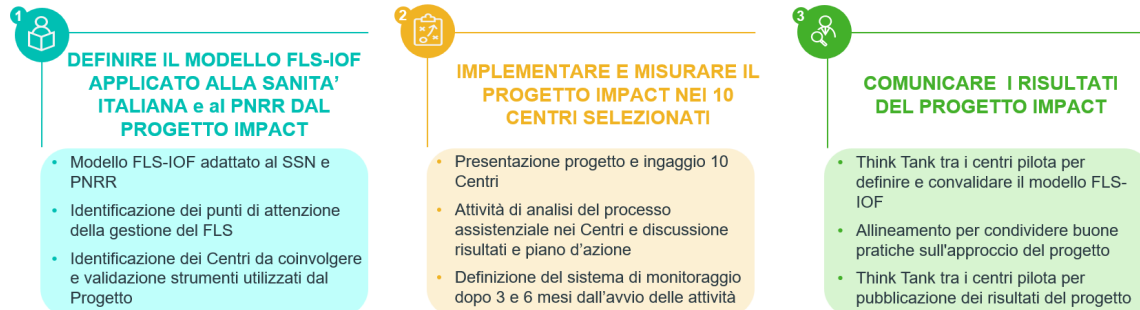 1
DEFINIRE IL MODELLO FLS-IOF
APPLICATO ALLA SANITA’
ITALIANA e al PNRR DAL
PROGETTO IMPACT
• Modello FLS-IOF adattato al SSN e
PNRR
• Identificazione dei punti di attenzione
della gestione del FLS
• Identificazione dei Centri da coinvolgere
e validazione strumenti utilizzati dal
Progetto
2
IMPLEMENTARE E MISURARE IL
PROGETTO IMPACT NEI 10
CENTRI SELEZIONATI
• Presentazione progetto e ingaggio 10
Centri
• Attività di analisi del processo
assistenziale nei Centri e discussione
risultati e piano d’azione
• Definizione del sistema di monitoraggio
dopo 3 e 6 mesi dall’avvio delle attività
3
COMUNICARE I RISULTATI
DEL PROGETTO IMPACT
• Think Tank tra i centri pilota per
definire e convalidare il modello FLS-
IOF
• Allineamento per condividere buone
pratiche sull'approccio del progetto
• Think Tank tra i centri pilota per
pubblicazione dei risultati del progetto